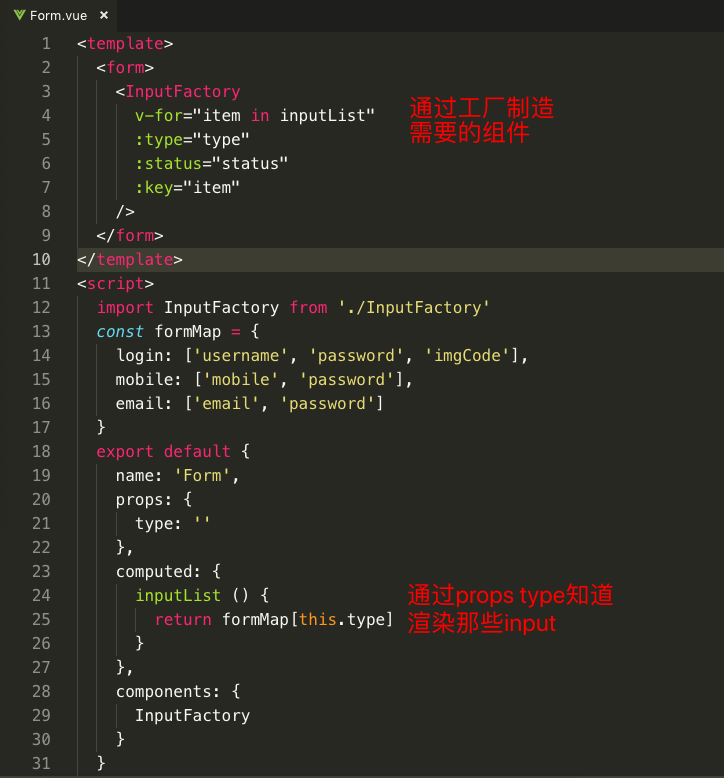 Form.vue ×
1 <template>
2 <form>
3 <InputFactory
4 v-for="item in inputList"
5 :type="type"
6 :status="status"
7 :key="item"
8 />
9 </form>
10 </template>
11 <script>
12 import InputFactory from './InputFactory'
13 const formMap = {
14 login: ['username', 'password', 'imgCode'],
15 mobile: ['mobile', 'password'],
16 email: ['email', 'password']
17 }
18 export default {
19 name: 'Form',
20 props: {
21 type: ''
22 },
23 computed: {
24 inputList () {
25 return formMap[this.type]
26 }
27 },
28 components: {
29 InputFactory
30 }
31 }
通过工厂制造
需要的组件
通过props type知道
渲染那些input